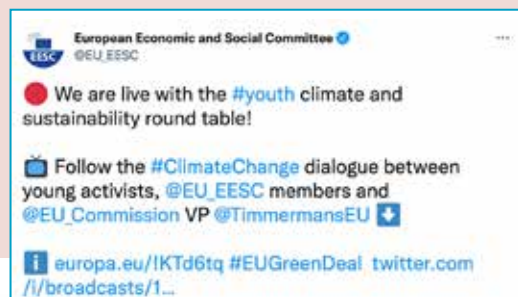 European Economic and Social Committee
EESC
@EU_EESC
We are live with the #youth climate and
sustainability round table!
Follow the #ClimateChange dialogue between
young activists, @EU_EESC members and
@EU_Commission VP @TimmermansEU
europa.eu/!KTd6tq #EUGreenDeal twitter.com
/i/broadcasts/1...